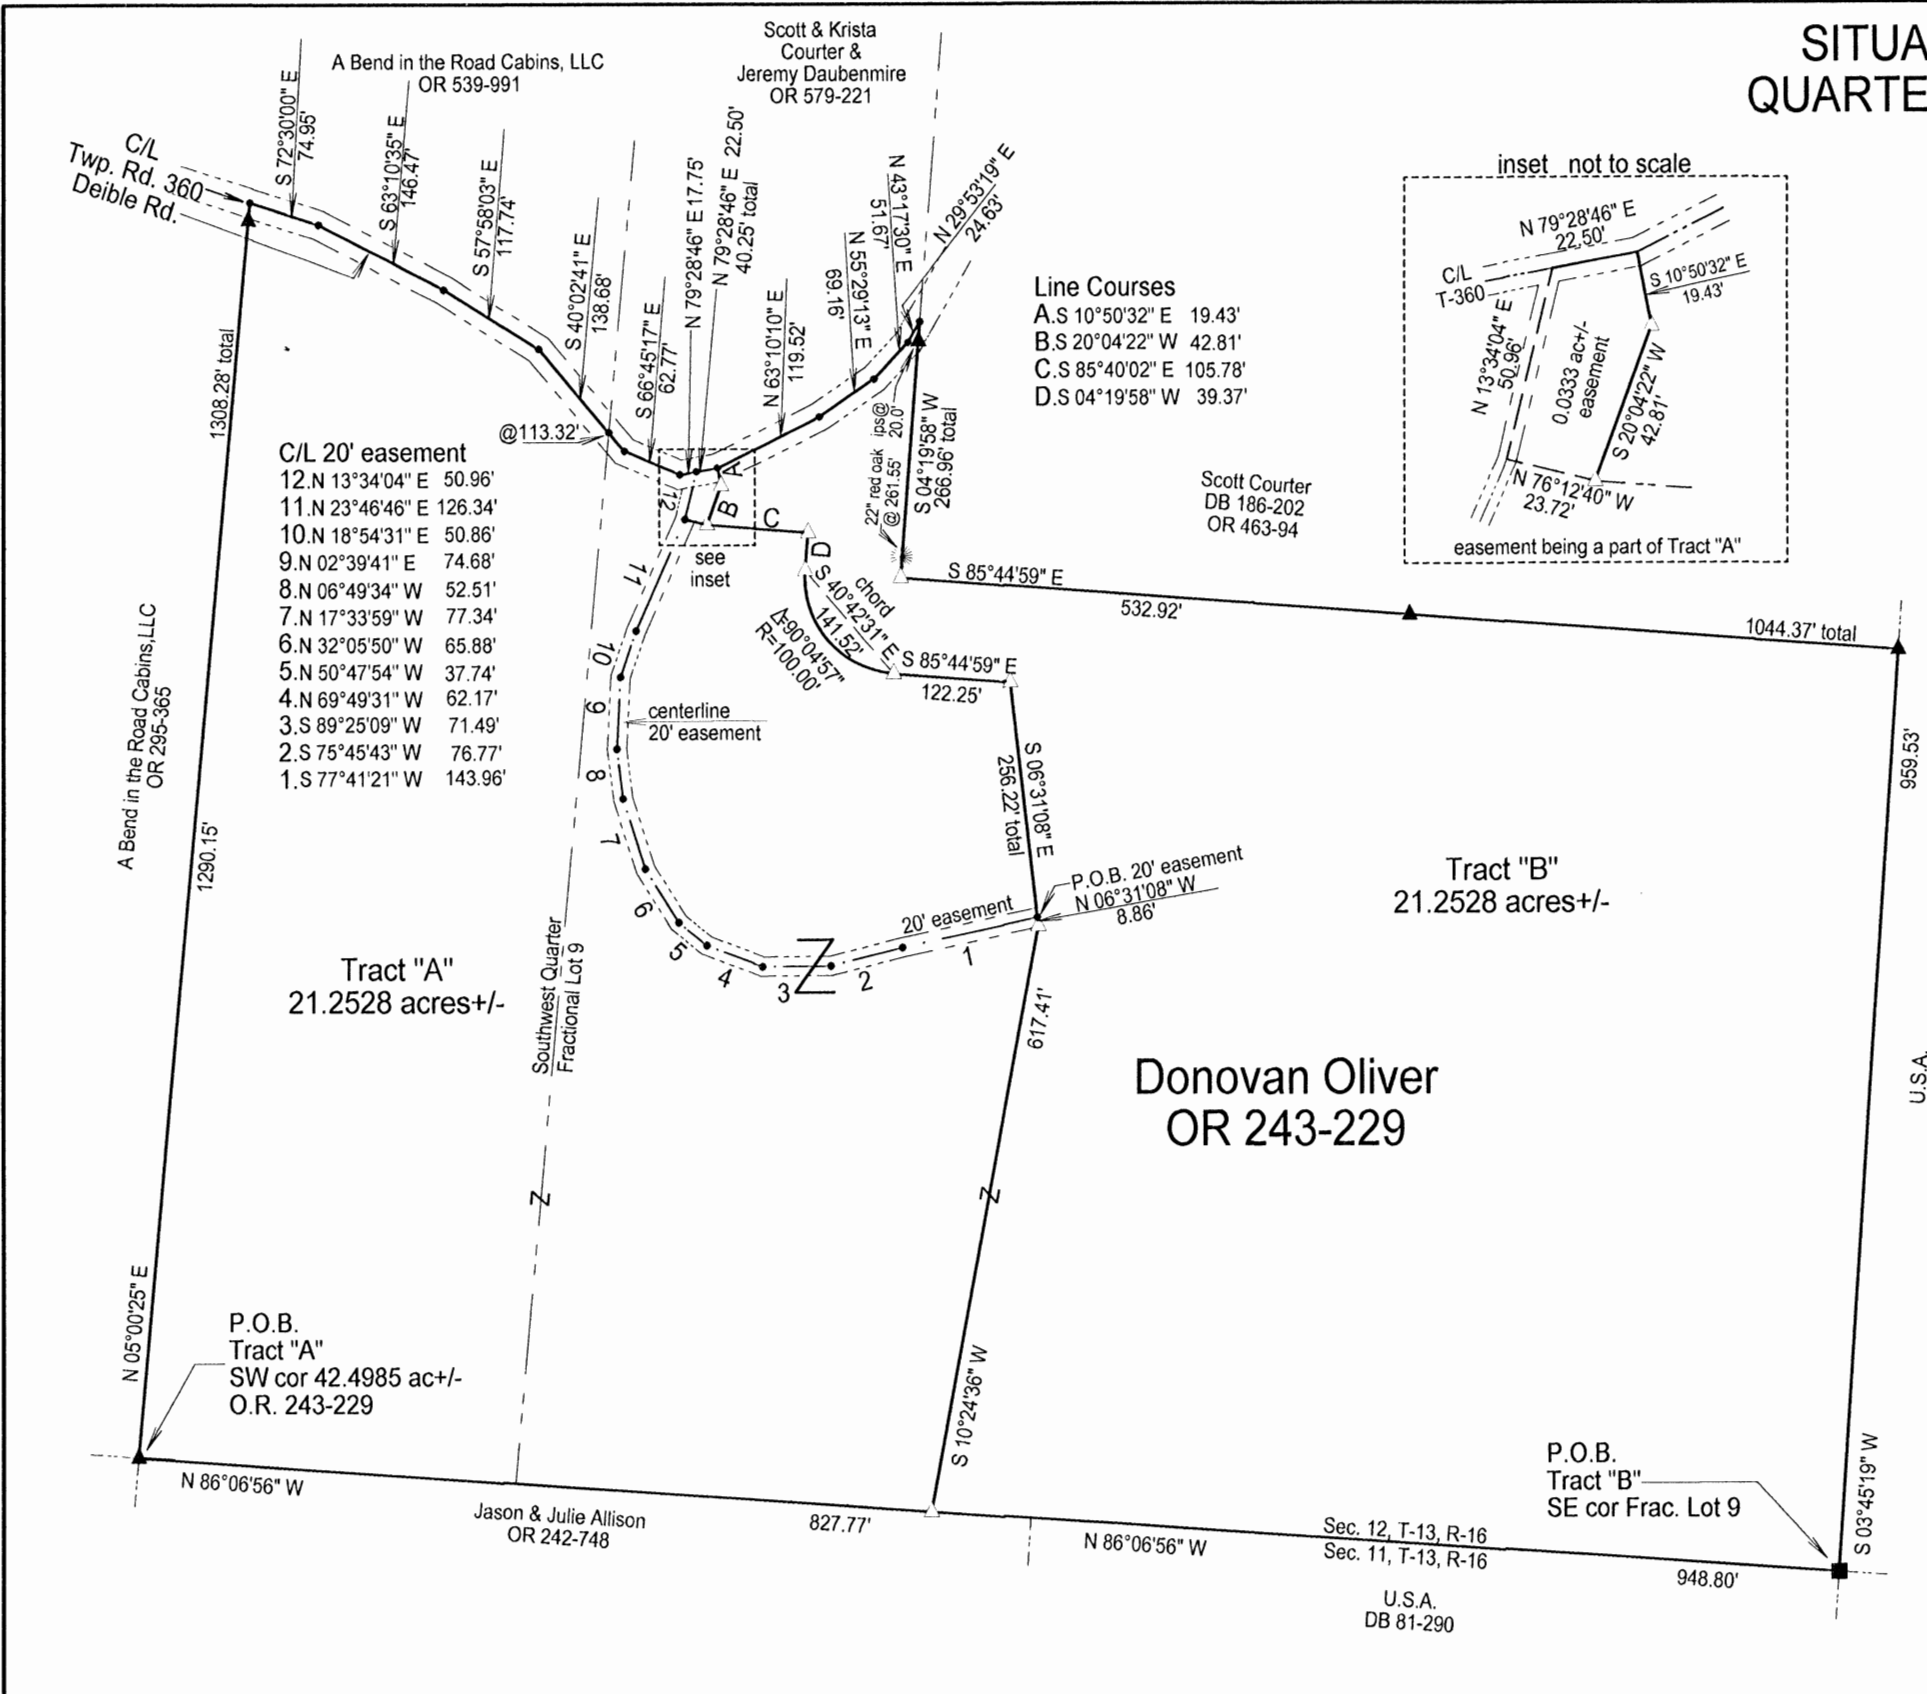 SITUA
QUARTE
Scott & Krista
Courter &
Jeremy Daubenmire
OR 579-221
A Bend in the Road Cabins, LLC
OR 539-991
C/L
Twp. Rd. 360
Deible Rd.
S 72°30'00" E
74.95'
S 63°10'35" E
146.47'
S 57°58'03" E
117.74'
S 40°02'41" E
138.68'
S 66°45'17" E
62.77'
N 79°28'46" E 17.75'
N 79°28'46" E 22.50'
40.25' total
N 63°10'10" E
119.52'
N 55°29'13" E
69.16'
N 43°17'30" E
51.67'
N 29°53'19" E
24.63'
inset not to scale
N 79°28'46" E
22.50'
C/L
T-360
S 10°50'32" E
19.43'
N 13°34'04" E
50.96'
0.0333 ac+/-
easement
S 20°04'22" W
42.81'
N 76°12'40" W
23.72'
easement being a part of Tract "A"
Line Courses
A.S 10°50'32" E 19.43'
B.S 20°04'22" W 42.81'
C.S 85°40'02" E 105.78'
D.S 04°19'58" W 39.37'
1308.28' total
@113.32'
C/L 20' easement
12.N 13°34'04" E 50.96'
11.N 23°46'46" E 126.34'
10.N 18°54'31" E 50.86'
9.N 02°39'41" E 74.68'
8.N 06°49'34" W 52.51'
7.N 17°33'59" W 77.34'
6.N 32°05'50" W 65.88'
5.N 50°47'54" W 37.74'
4.N 69°49'31" W 62.17'
3.S 89°25'09" W 71.49'
2.S 75°45'43" W 76.77'
1.S 77°41'21" W 143.96'
A
B
C
D
12
see
inset
22" red oak ips@
@ 261.55' 20.0'
S 04°19'58" W
266.96' total
Scott Courter
DB 186-202
OR 463-94
S 85°44'59" E
532.92'
1044.37' total
chord
S 40°42'31" E
141.52'
Δ=90°04'57"
R=100.00'
S 85°44'59" E
122.25'
11
10
9
8
7
6
5
4
3
2
1
centerline
20' easement
A Bend in the Road Cabins,LLC
OR 295-365
1290.15'
S 06°31'08" E
256.22' total
P.O.B. 20' easement
N 06°31'08" W
8.86'
20' easement
Z
Tract "B"
21.2528 acres+/-
959.53'
Tract "A"
21.2528 acres+/-
Southwest Quarter
Fractional Lot 9
617.41'
Donovan Oliver
OR 243-229
U.S.A.
Z
Z
N 05°00'25" E
P.O.B.
Tract "A"
SW cor 42.4985 ac+/-
O.R. 243-229
S 10°24'36" W
P.O.B.
Tract "B"
SE cor Frac. Lot 9
S 03°45'19" W
N 86°06'56" W
Jason & Julie Allison
OR 242-748
827.77'
N 86°06'56" W
Sec. 12, T-13, R-16
Sec. 11, T-13, R-16
948.80'
U.S.A.
DB 81-290